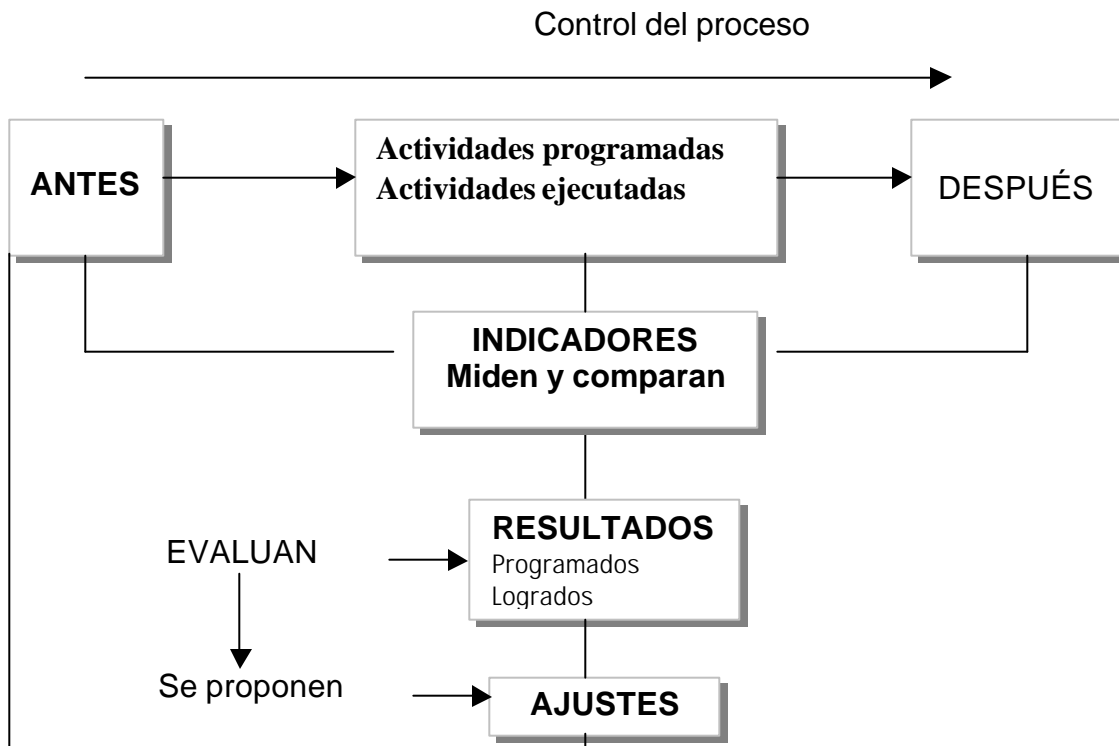 Control del proceso
ANTES
Actividades programadas
Actividades ejecutadas
DESPUÉS
INDICADORES
Miden y comparan
RESULTADOS
Programados
Logrados
EVALUAN
Se proponen
AJUSTES